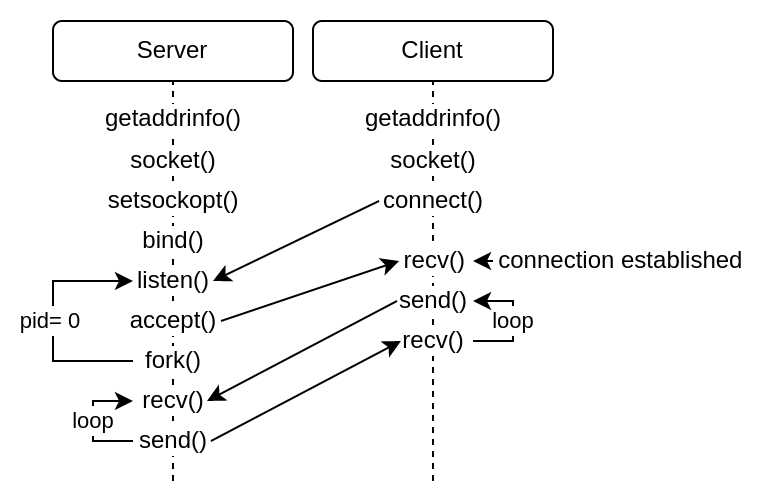 Server
Client
getaddrinfo()
getaddrinfo()
socket()
socket()
setsockopt()
connect()
bind()
recv()
connection established
listen()
send()
pid= 0
accept()
loop
recv()
fork()
recv()
loop
send()